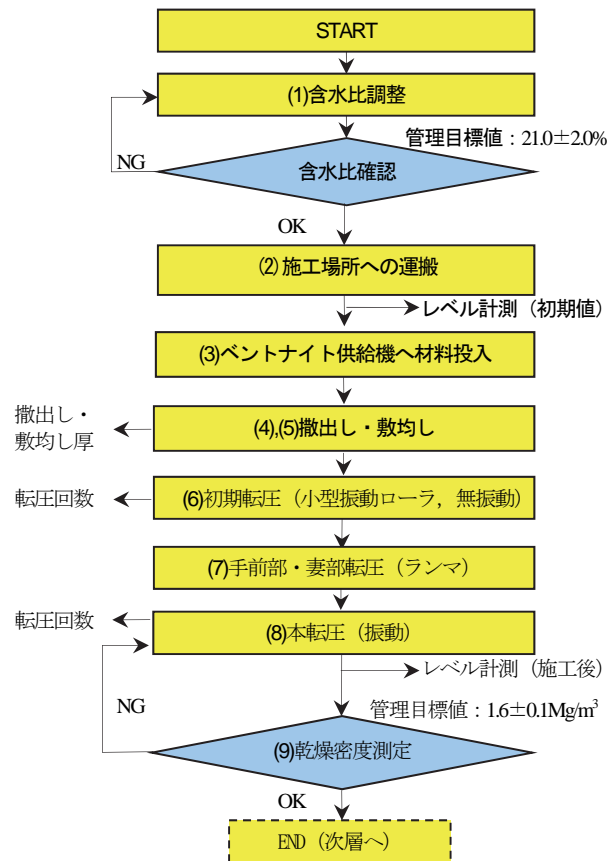 START
(1)含水比調整
管理目標値：21.0±2.0%
NG
含水比確認
OK
(2)施工場所への運搬
レベル計測（初期値）
(3)ベントナイト供給機へ材料投入
撒出し・
敷均し厚
(4),(5)撒出し・敷均し
転圧回数
(6)初期転圧（小型振動ローラ，無振動）
(7)手前部・妻部転圧（ランマ）
転圧回数
(8)本転圧（振動）
レベル計測（施工後）
NG
管理目標値：1.6±0.1Mg/m³
(9)乾燥密度測定
OK
END（次層へ）